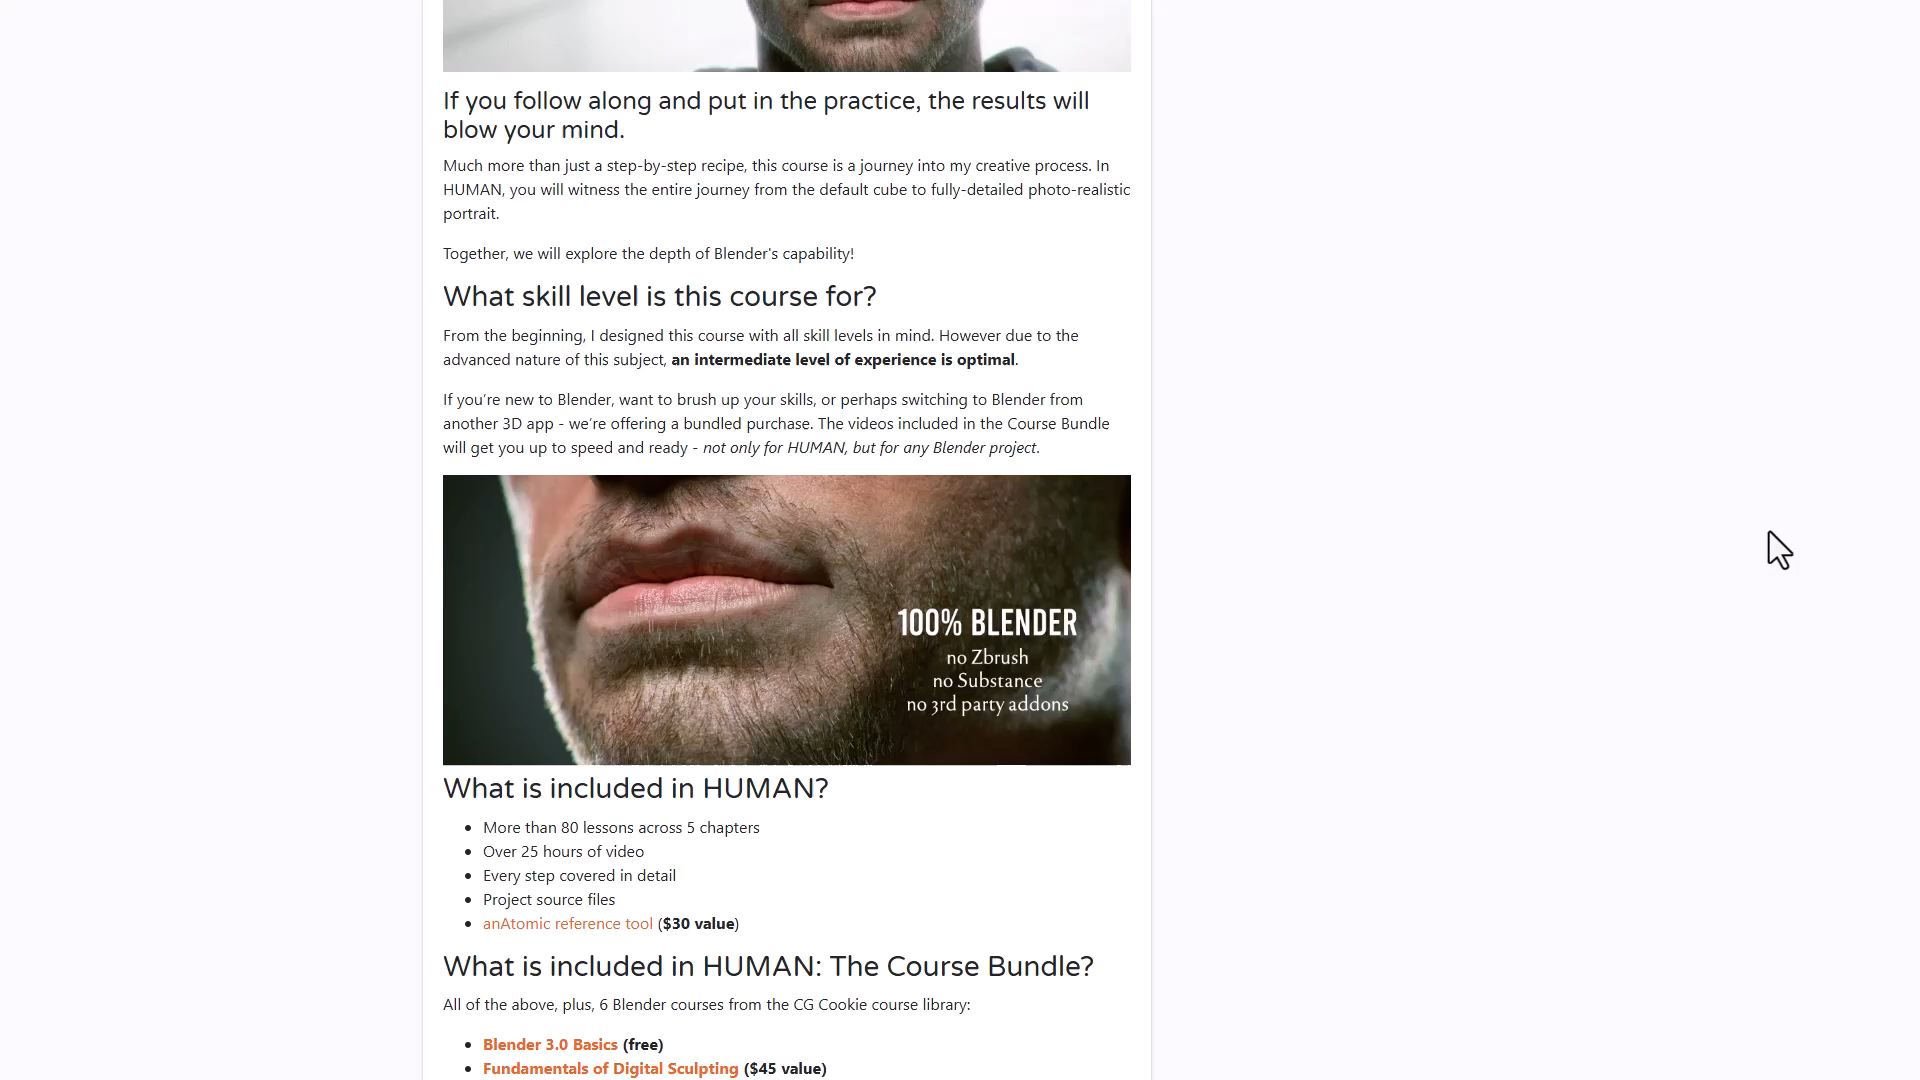 If you follow along and put in the practice, the results will
blow your mind.
Much more than just a step-by-step recipe, this course is a journey into my creative process. In
HUMAN, you will witness the entire journey from the default cube to fully-detailed photo-realistic
portrait.
Together, we will explore the depth of Blender's capability!
What skill level is this course for?
From the beginning, I designed this course with all skill levels in mind. However due to the
advanced nature of this subject, an intermediate level of experience is optimal.
If you’re new to Blender, want to brush up your skills, or perhaps switching to Blender from
another 3D app - we’re offering a bundled purchase. The videos included in the Course Bundle
will get you up to speed and ready - not only for HUMAN, but for any Blender project.
100% BLENDER
no Zbrush
no Substance
no 3rd party addons
What is included in HUMAN?
• More than 80 lessons across 5 chapters
• Over 25 hours of video
• Every step covered in detail
• Project source files
• anAtomic reference tool ($30 value)
What is included in HUMAN: The Course Bundle?
All of the above, plus, 6 Blender courses from the CG Cookie course library:
• Blender 3.0 Basics (free)
• Fundamentals of Digital Sculpting ($45 value)